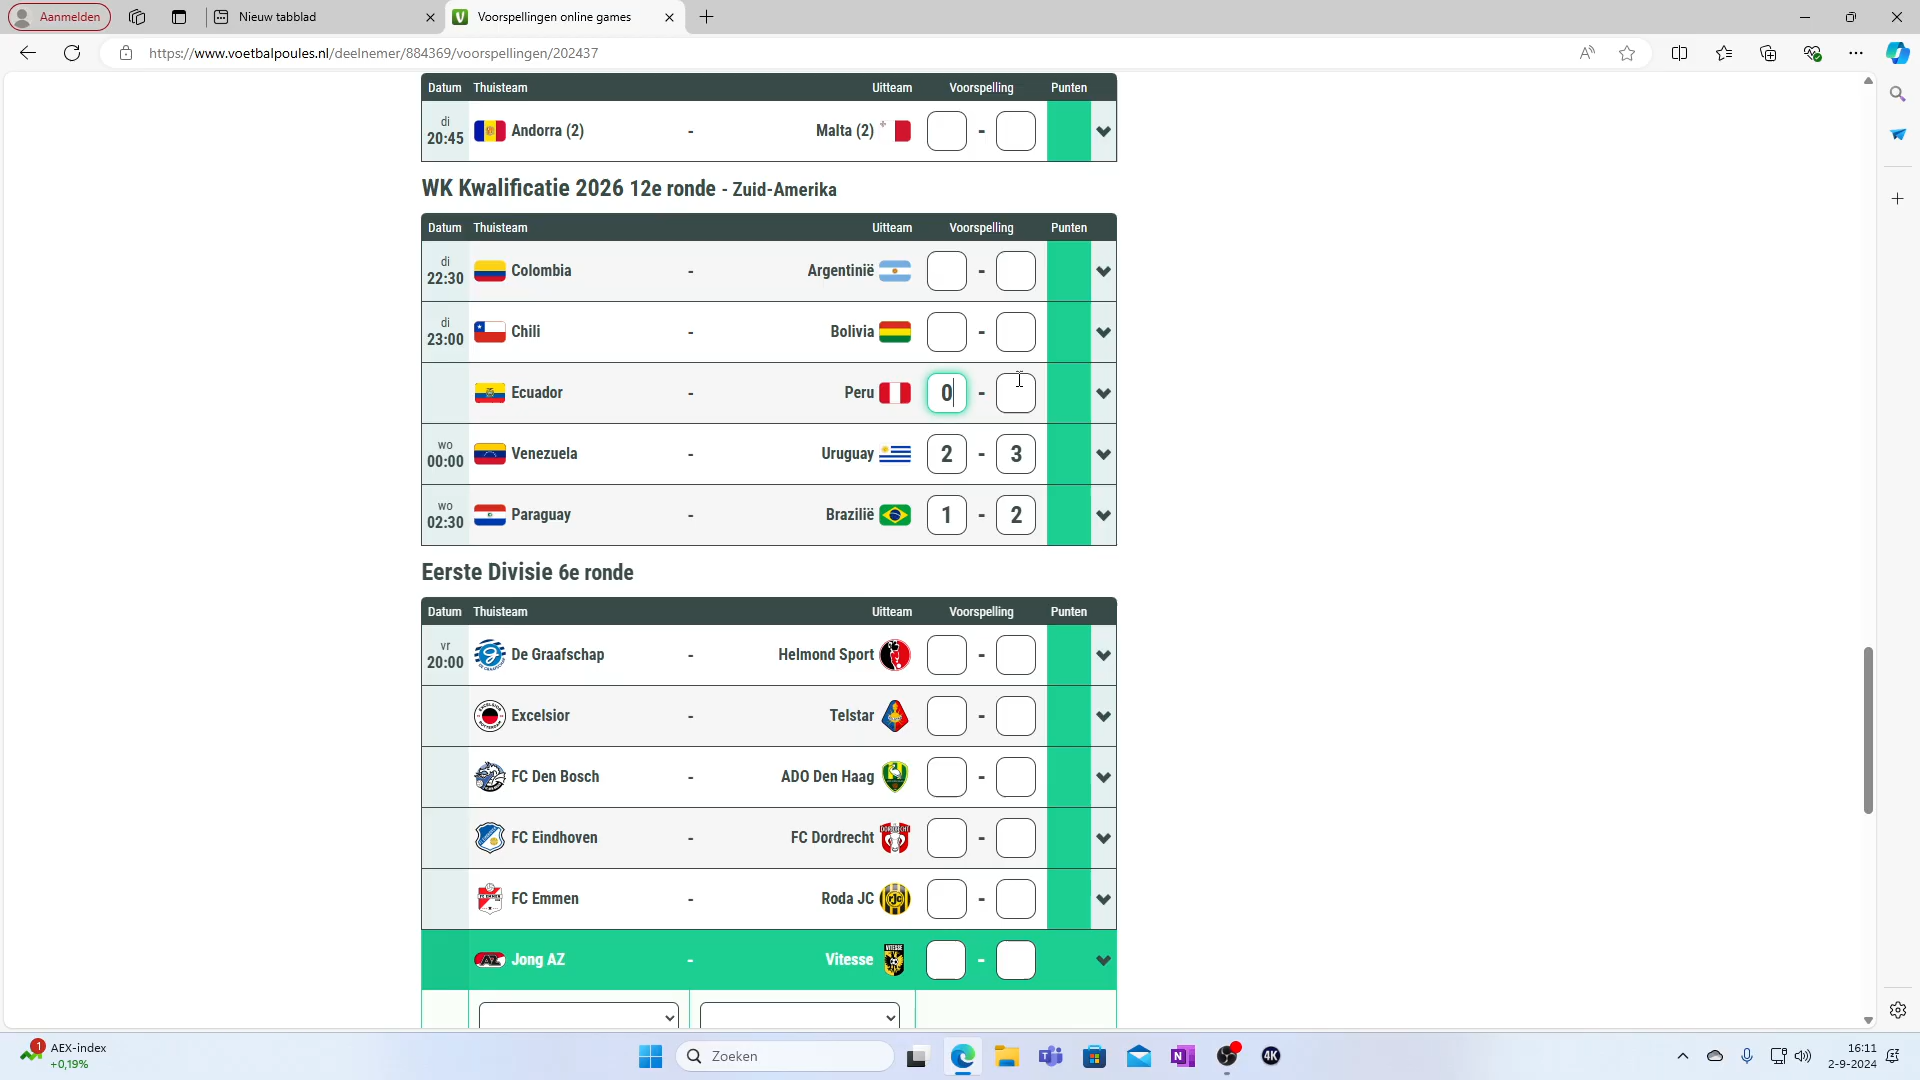 Aanmelden
Nieuw tabblad
Voorspellingen online games
https://www.voetbalpoules.nl/deelnemer/884369/voorspellingen/202437
Datum Thuisteam Uitteam Voorspelling Punten
di
20:45 Andorra (2) - Malta (2) -
WK Kwalificatie 2026 12e ronde - Zuid-Amerika
Datum Thuisteam Uitteam Voorspelling Punten
di
22:30 Colombia - Argentinië -
di
23:00 Chili - Bolivia -
Ecuador - Peru 0 -
wo
00:00 Venezuela - Uruguay 2 - 3
wo
02:30 Paraguay - Brazilië 1 - 2
Eerste Divisie 6e ronde
Datum Thuisteam Uitteam Voorspelling Punten
vr
20:00 De Graafschap - Helmond Sport -
Excelsior - Telstar -
FC Den Bosch - ADO Den Haag -
FC Eindhoven - FC Dordrecht -
FC Emmen - Roda JC -
Jong AZ - Vitesse -
1 AEX-index
+0,19%
Zoeken
4K
16:11
2-9-2024